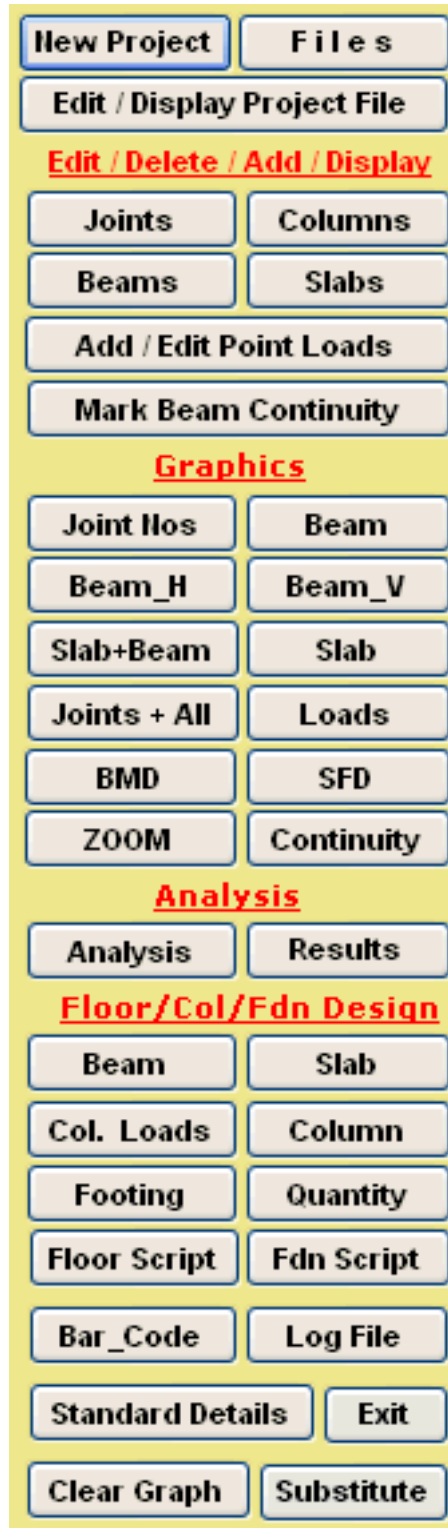 New Project F i l e s
Edit / Display Project File
Edit / Delete / Add / Display
Joints Columns
Beams Slabs
Add / Edit Point Loads
Mark Beam Continuity
Graphics
Joint Nos Beam
Beam_H Beam_V
Slab+Beam Slab
Joints + All Loads
BMD SFD
ZOOM Continuity
Analysis
Analysis Results
Floor/Col/Fdn Design
Beam Slab
Col. Loads Column
Footing Quantity
Floor Script Fdn Script
Bar_Code Log File
Standard Details Exit
Clear Graph Substitute